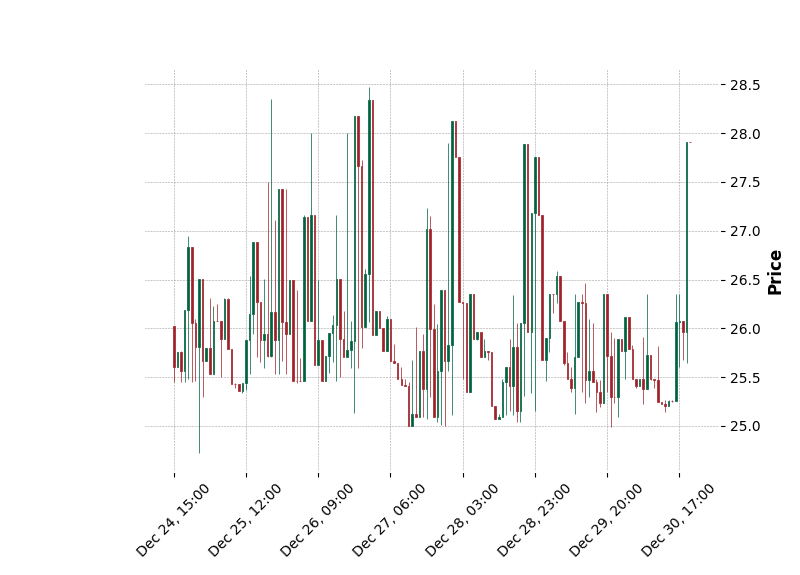 28.5
28.0
27.5
27.0
26.5
26.0
25.5
25.0
Price
Dec 24, 15:00
Dec 25, 12:00
Dec 26, 09:00
Dec 27, 06:00
Dec 28, 03:00
Dec 28, 23:00
Dec 29, 20:00
Dec 30, 17:00